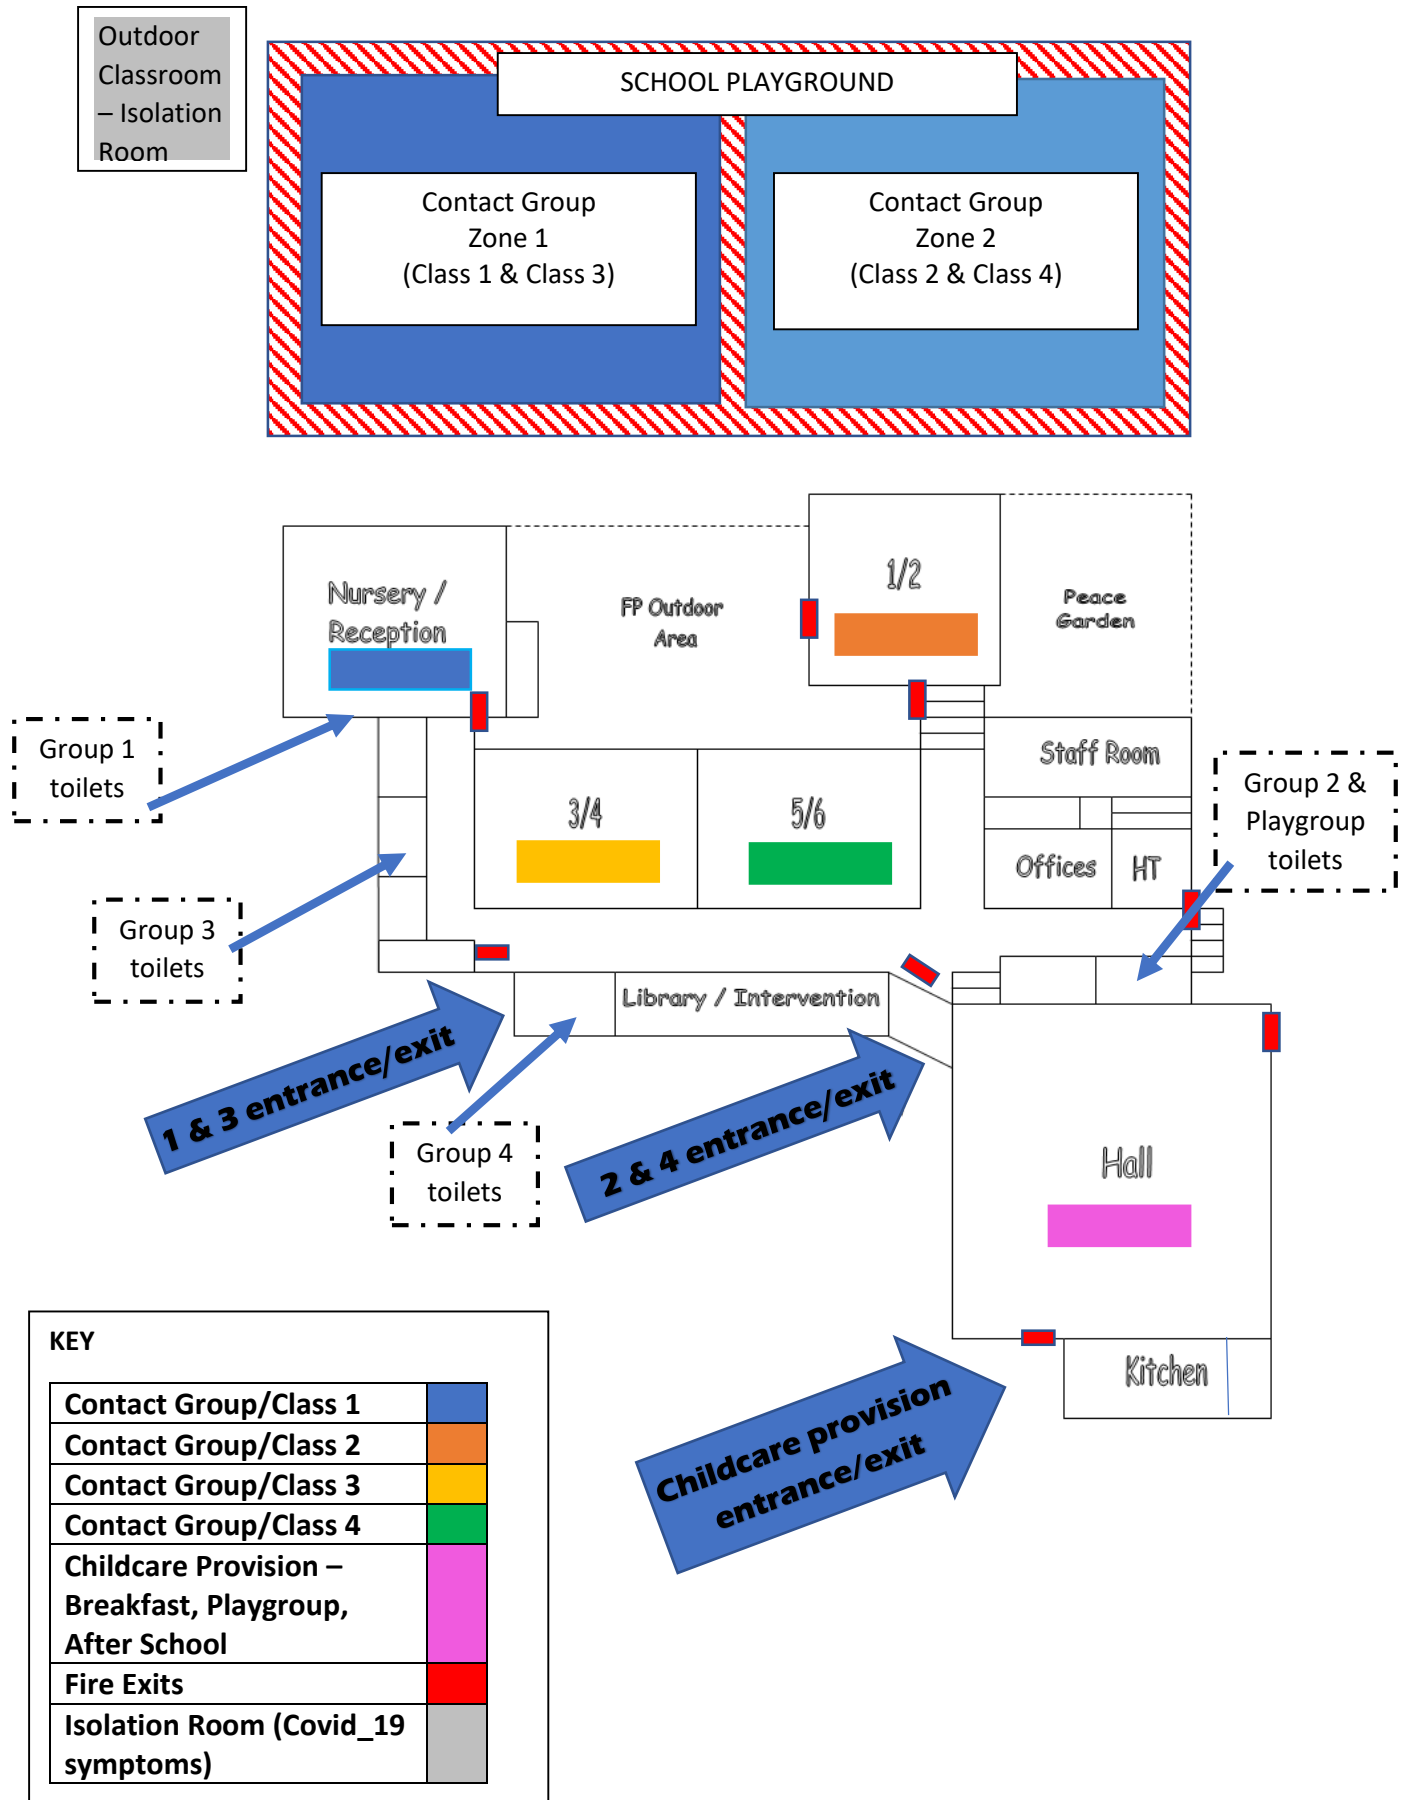 Outdoor
Classroom
– Isolation
Room
SCHOOL PLAYGROUND
Contact Group
Zone 1
(Class 1 & Class 3)
Contact Group
Zone 2
(Class 2 & Class 4)
Nursery /
Reception
FP Outdoor
Area
1/2
Peace
Garden
Group 1
toilets
3/4
5/6
Staff Room
Offices
HT
Group 2 &
Playgroup
toilets
Group 3
toilets
Library / Intervention
1 & 3 entrance/exit
Group 4
toilets
2 & 4 entrance/exit
Hall
Kitchen
Childcare provision
entrance/exit
KEY
Contact Group/Class 1
Contact Group/Class 2
Contact Group/Class 3
Contact Group/Class 4
Childcare Provision –
Breakfast, Playgroup,
After School
Fire Exits
Isolation Room (Covid_19
symptoms)